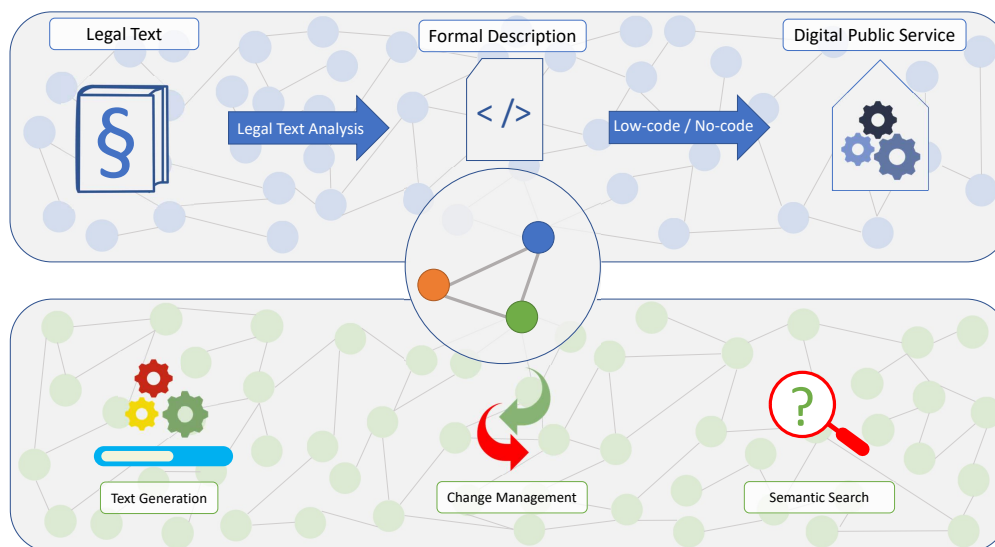 Legal Text
Formal Description
Digital Public Service
§
</>
Legal Text Analysis
Low-code / No-code
?
Text Generation
Change Management
Semantic Search